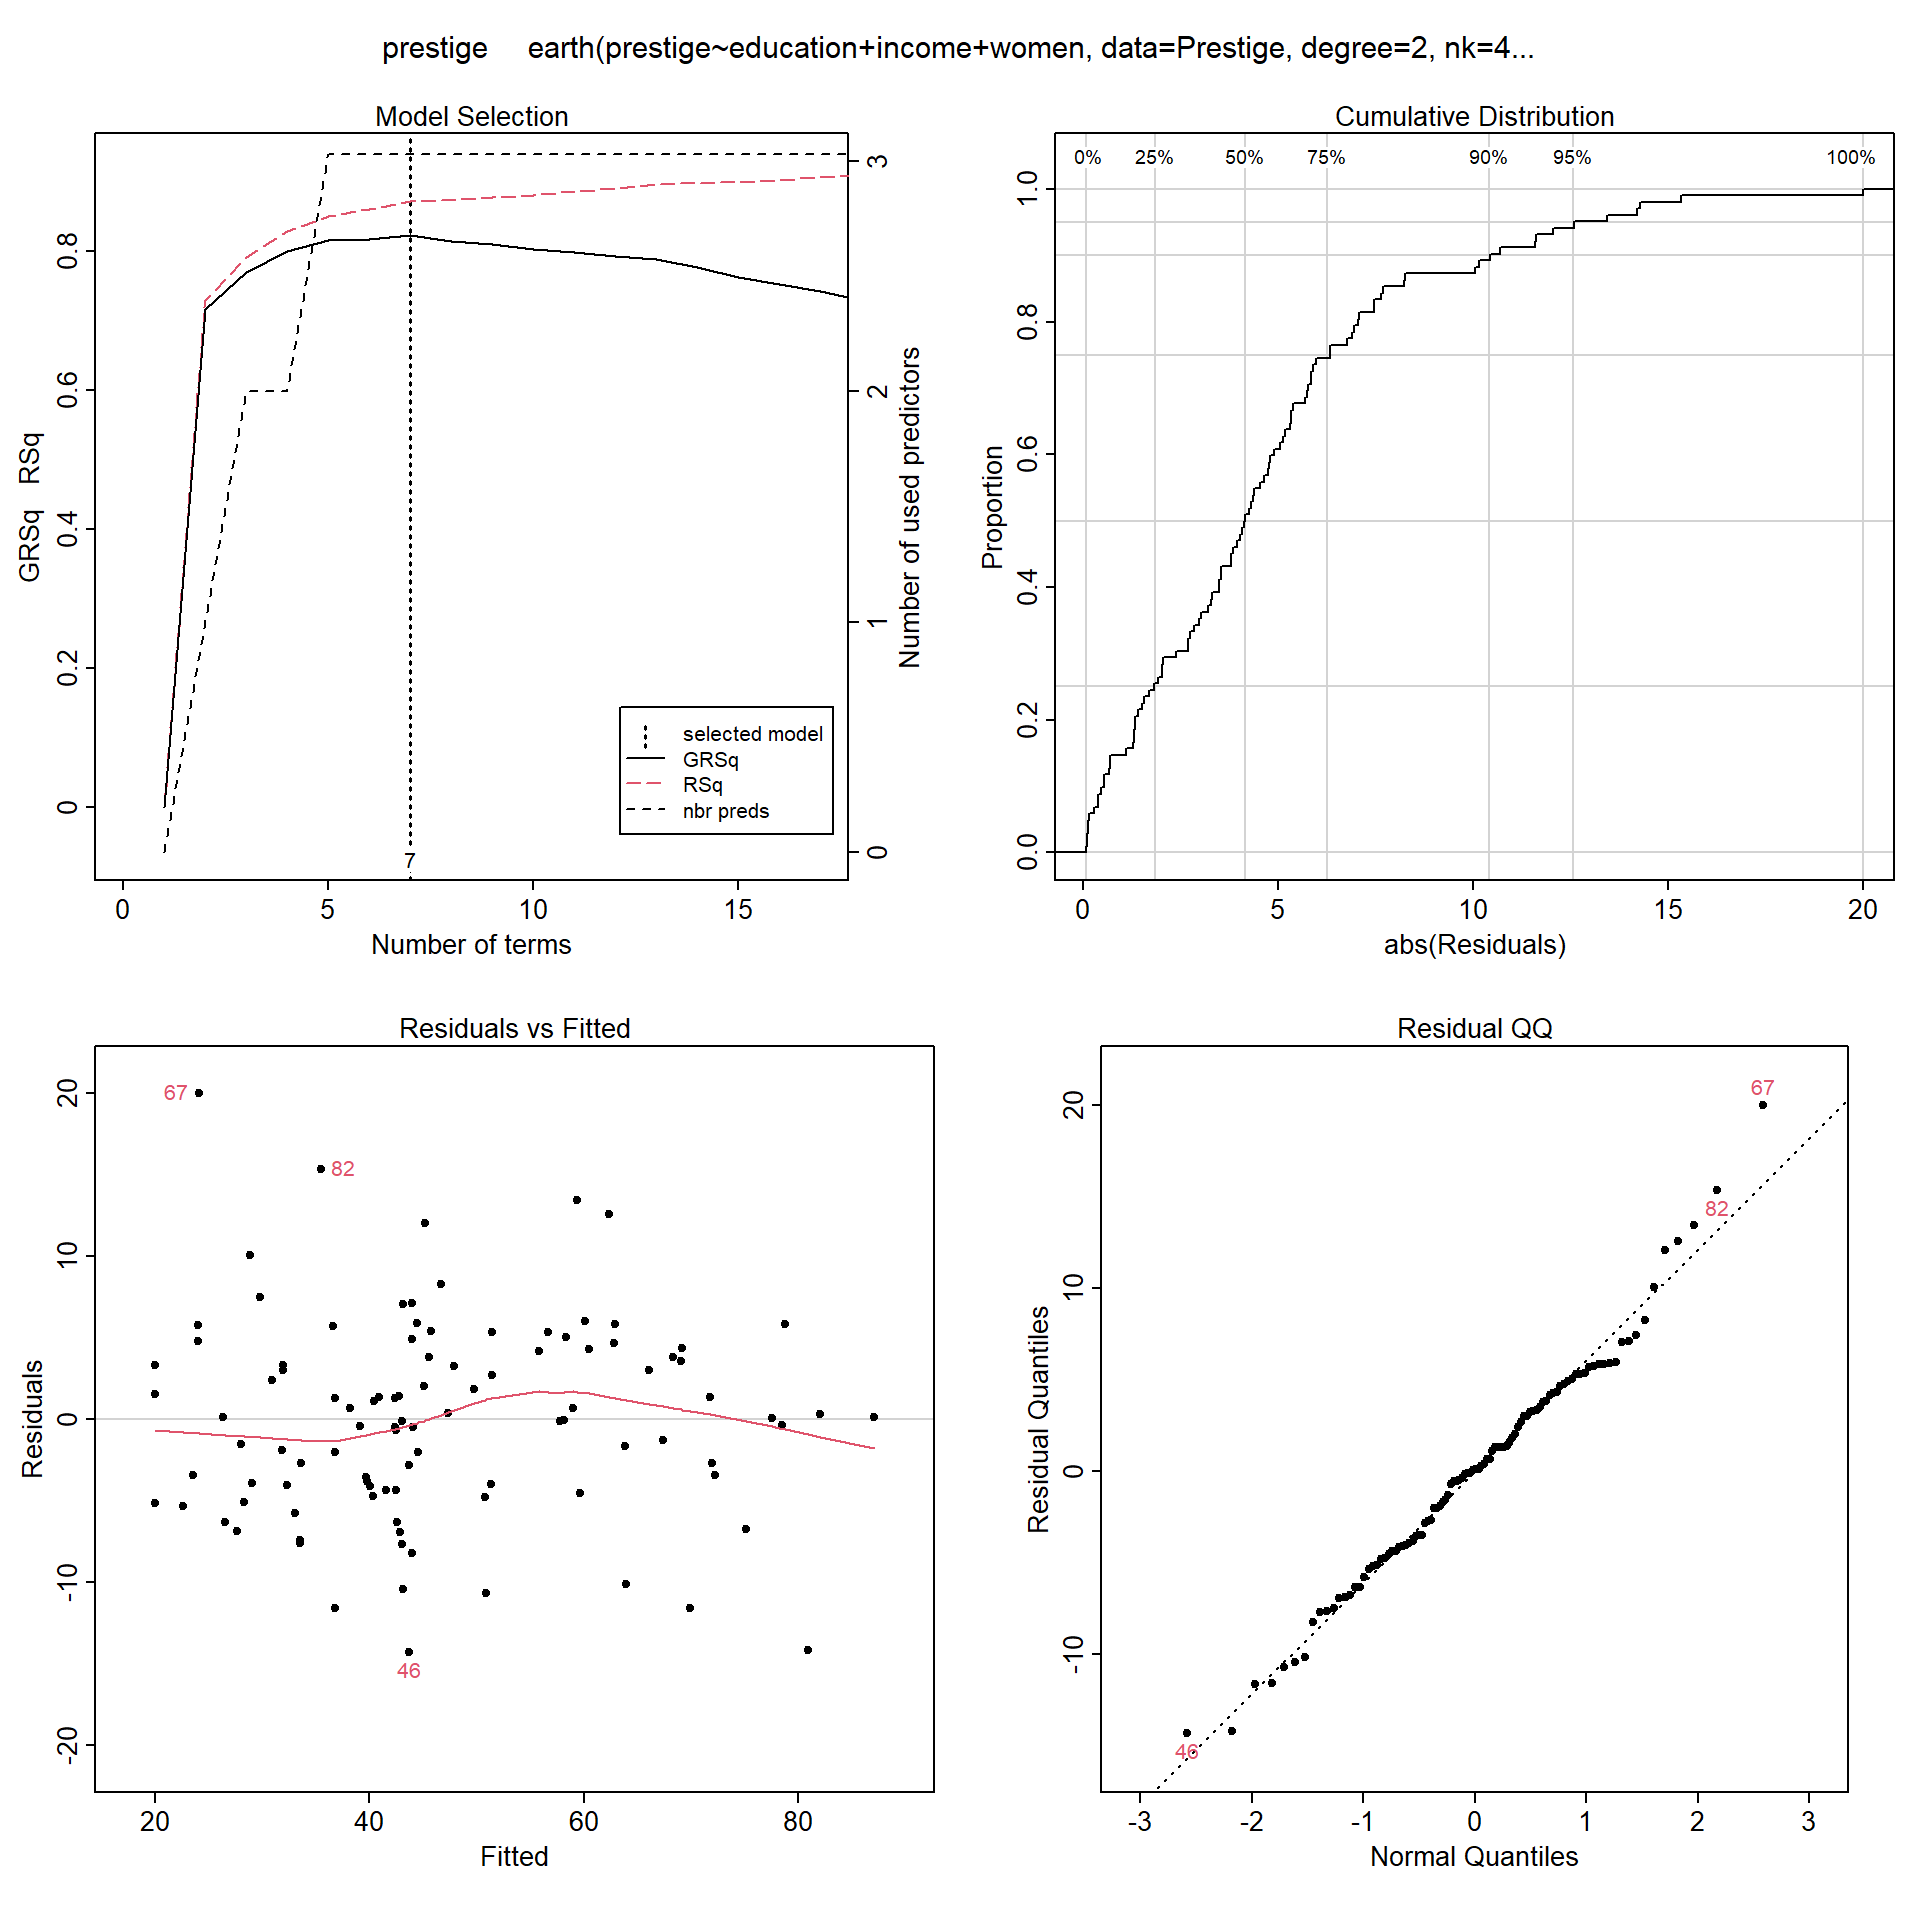 prestige earth(prestige~education+income+women, data=Prestige, degree=2, nk=4...
Model Selection
GRSq RSq
0 0.2 0.4 0.6 0.8
0 1 2 3
Number of used predictors
selected model
GRSq
RSq
nbr preds
7
0 5 10 15
Number of terms
Cumulative Distribution
0% 25% 50% 75% 90% 95% 100%
Proportion
0.0 0.2 0.4 0.6 0.8 1.0
0 5 10 15 20
abs(Residuals)
Residuals vs Fitted
Residuals
-20 -10 0 10 20
67
82
46
20 40 60 80
Fitted
Residual QQ
Residual Quantiles
-10 0 10 20
67
82
46
-3 -2 -1 0 1 2 3
Normal Quantiles